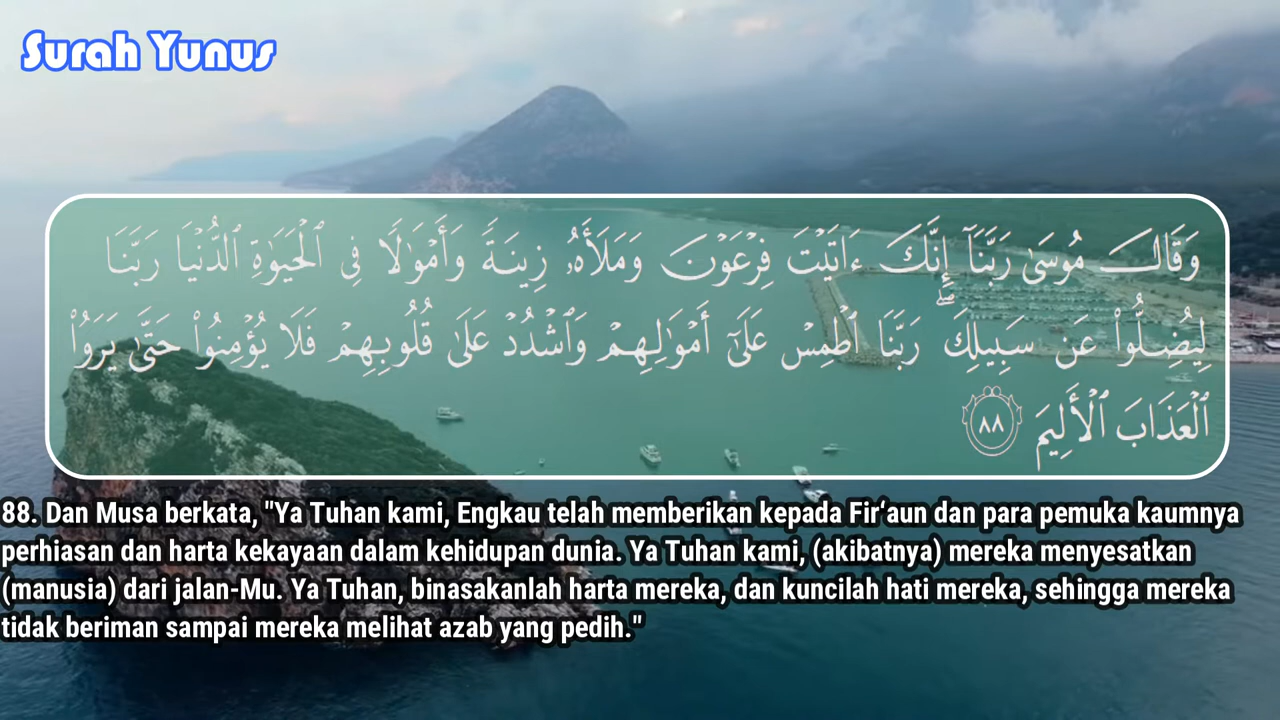 Surah Yunus
وَقَالَ مُوسَىٰ رَبَّنَآ إِنَّكَ ءَاتَيْتَ فِرْعَوْنَ وَمَلَأَهُۥ زِينَةً وَأَمْوَٰلًا فِى ٱلْحَيَوٰةِ ٱلدُّنْيَا رَبَّنَا
لِيُضِلُّوا۟ عَن سَبِيلِكَ ۖ رَبَّنَا ٱطْمِسْ عَلَىٰٓ أَمْوَٰلِهِمْ وَٱشْدُدْ عَلَىٰ قُلُوبِهِمْ فَلَا يُؤْمِنُوا۟ حَتَّىٰ يَرَوُا۟
ٱلْعَذَابَ ٱلْأَلِيمَ ٨٨
88. Dan Musa berkata, "Ya Tuhan kami, Engkau telah memberikan kepada Fir‘aun dan para pemuka kaumnya
perhiasan dan harta kekayaan dalam kehidupan dunia. Ya Tuhan kami, (akibatnya) mereka menyesatkan
(manusia) dari jalan-Mu. Ya Tuhan, binasakanlah harta mereka, dan kuncilah hati mereka, sehingga mereka
tidak beriman sampai mereka melihat azab yang pedih."